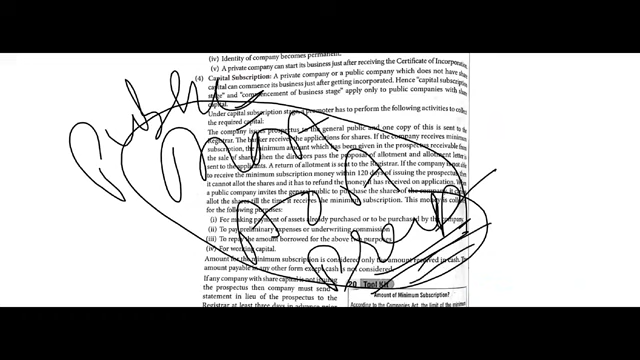 (iv) Identity of company becomes permanent.
(v) A private company can start its business just after receiving the Certificate of Incorporation
(4) Capital Subscription: A private company or a public company which does not have share
capital can commence its business just after getting incorporated. Hence "capital subscription
stage" and "commencement of business stage" apply only to public companies with share
capital.
Under capital subscription stage a promoter has to perform the following activities to collect
the required capital:
The company issues prospectus to the general public and one copy of this is sent to the
Registrar. The banker receives the applications for shares. If the company receives minimum
subscription, the minimum amount which has been given in the prospectus receivable from
the sale of shares then the directors pass the proposal of allotment and allotment letter is
sent to the applicants. A return of allotment is sent to the Registrar. If the company
to receive the minimum subscription money within 120 days of issuing the prospectus, then
it cannot allot the shares and it has to refund the money it has received on application.
a public company invites the general public to purchase the shares of the company it can
allot the shares till the time it receives the minimum subscription. This money is
for the following purposes:
(i) For making payment of assets already purchased or to be purchased by the company
(ii) To pay preliminary expenses or underwriting commission
(iii) To repay the amount borrowed for the above two purposes
(iv) For working capital.
Amount for the minimum subscription is considered only the amount received in cash. The
amount payable in any other form except cash is not considered.
If any company with share capital is not issuing
the prospectus then company must send
statement in lieu of the prospectus to the
Registrar at least three days in advance prior
20 Tool Kit
Amount of Minimum Subscription?
According to the Companies Act, the limit of the minimum
Public